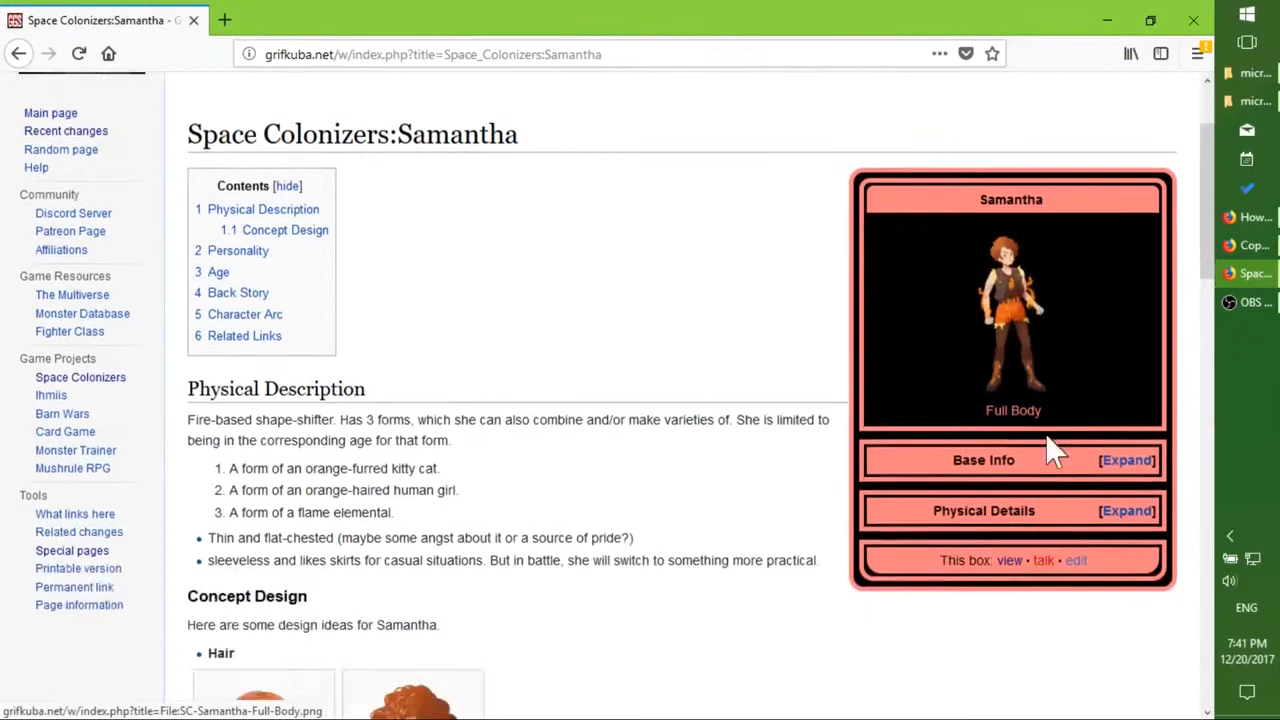 Space Colonizers:Samantha - G
grifkuba.net/w/index.php?title=Space_Colonizers:Samantha
Main page
Recent changes
Random page
Help
Community
Discord Server
Patreon Page
Affiliations
Game Resources
The Multiverse
Monster Database
Fighter Class
Game Projects
Space Colonizers
Ihmiis
Barn Wars
Card Game
Monster Trainer
Mushrule RPG
Tools
What links here
Related changes
Special pages
Printable version
Permanent link
Page information
Space Colonizers:Samantha
Contents [hide]
1 Physical Description
1.1 Concept Design
2 Personality
3 Age
4 Back Story
5 Character Arc
6 Related Links
Physical Description
Fire-based shape-shifter. Has 3 forms, which she can also combine and/or make varieties of. She is limited to
being in the corresponding age for that form.
1. A form of an orange-furred kitty cat.
2. A form of an orange-haired human girl.
3. A form of a flame elemental.
• Thin and flat-chested (maybe some angst about it or a source of pride?)
• sleeveless and likes skirts for casual situations. But in battle, she will switch to something more practical.
Concept Design
Here are some design ideas for Samantha.
• Hair
Samantha
Full Body
Base Info [Expand]
Physical Details [Expand]
This box: view • talk • edit
micr...
micr...
How...
Cop...
Spac...
OBS ...
ENG
7:41 PM
12/20/2017
grifkuba.net/w/index.php?title=File:SC-Samantha-Full-Body.png